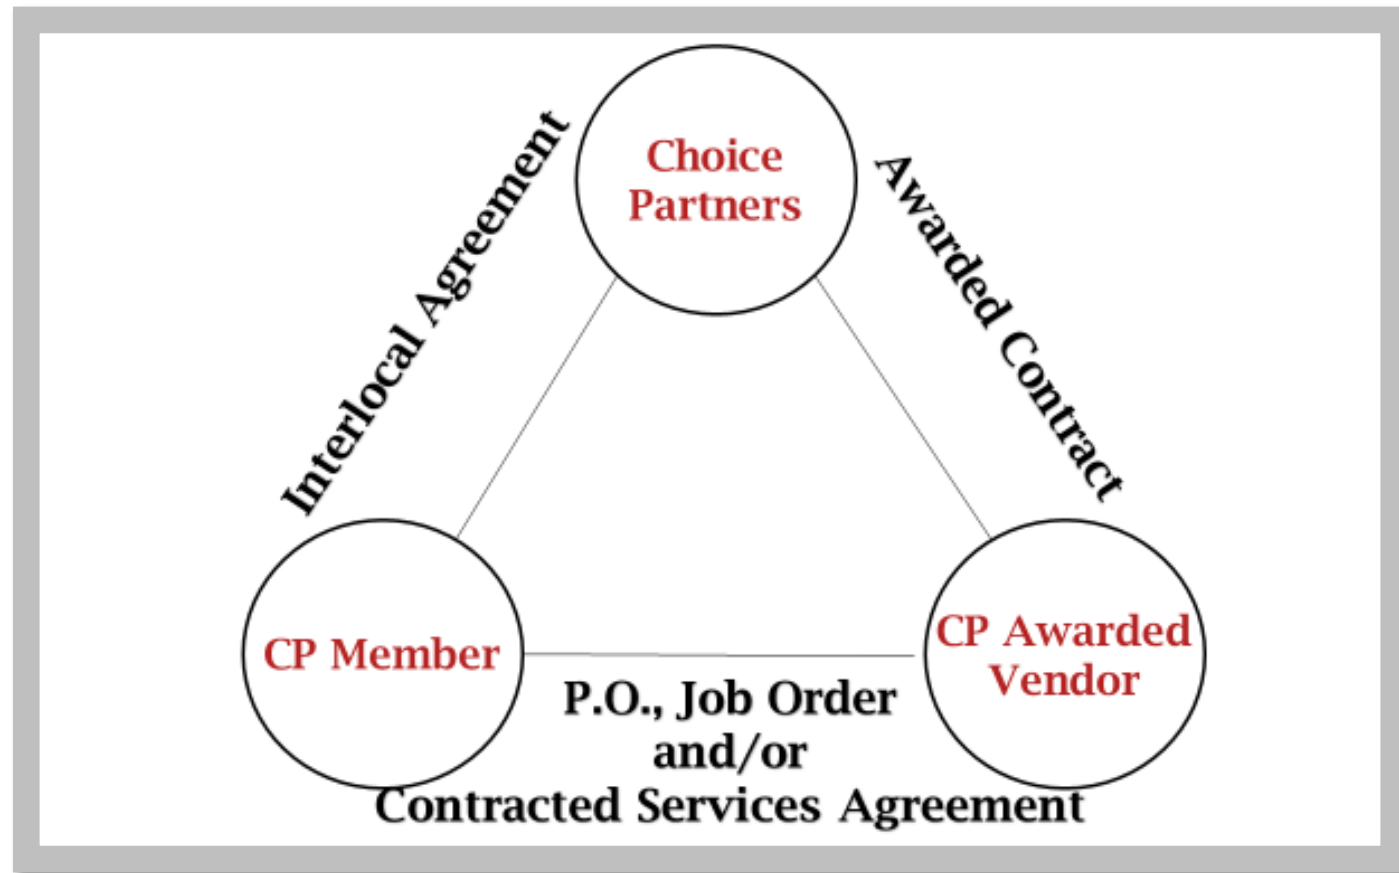 Choice
Partners
Interlocal Agreement
Awarded Contract
CP Member
CP Awarded
Vendor
P.O., Job Order
and/or
Contracted Services Agreement